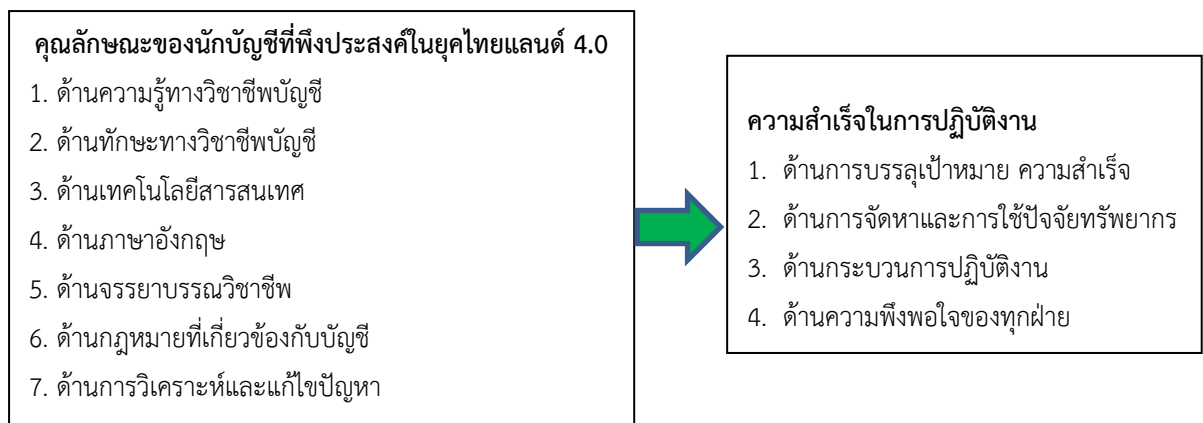 คุณลักษณะของนักบัญชีที่พึงประสงค์ในยุคไทยแลนด์ 4.0
1. ด้านความรู้ทางวิชาชีพบัญชี
2. ด้านทักษะทางวิชาชีพบัญชี
3. ด้านเทคโนโลยีสารสนเทศ
4. ด้านภาษาอังกฤษ
5. ด้านจรรยาบรรณวิชาชีพ
6. ด้านกฎหมายที่เกี่ยวข้องกับบัญชี
7. ด้านการวิเคราะห์และแก้ไขปัญหา
ความสำเร็จในการปฏิบัติงาน
1. ด้านการบรรลุเป้าหมาย ความสำเร็จ
2. ด้านการจัดหาและการใช้ปัจจัยทรัพยากร
3. ด้านกระบวนการปฏิบัติงาน
4. ด้านความพึงพอใจของทุกฝ่าย